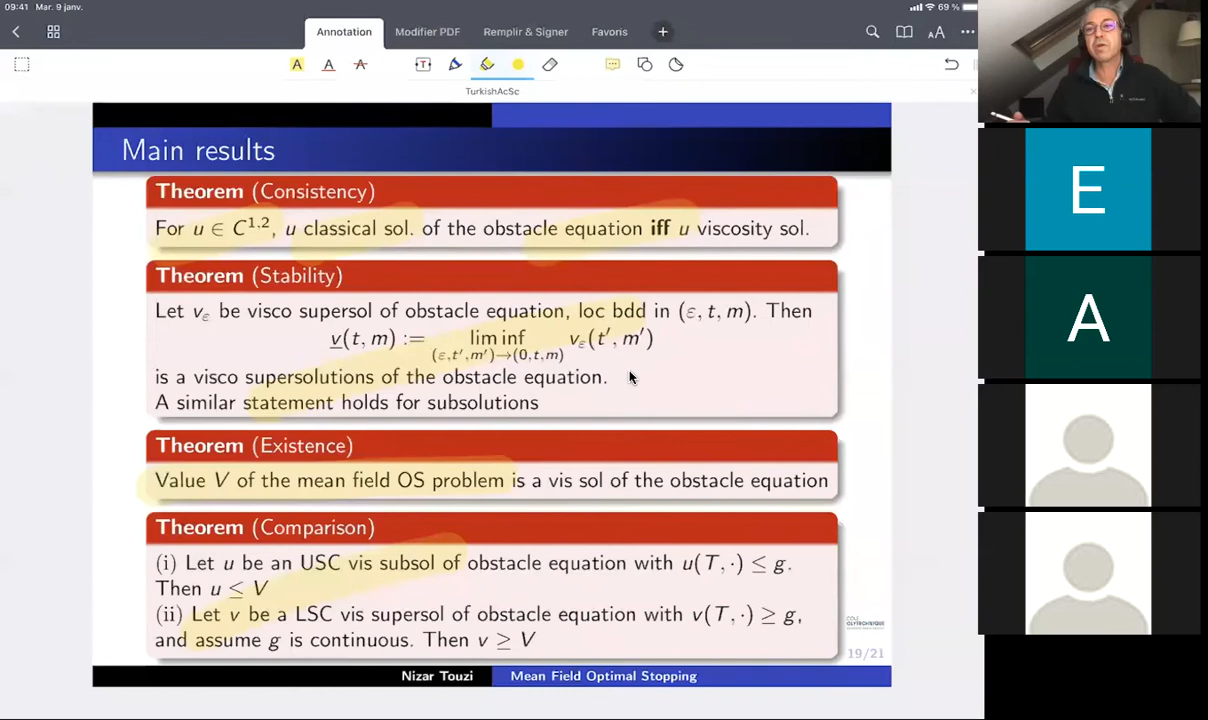 09:41 Mar. 9 janv.
69 %
Annotation
Modifier PDF
Remplir & Signer
Favoris
TurkishAcSc
Main results
Theorem (Consistency)
For u ∈ C^{1,2}, u classical sol. of the obstacle equation iff u viscosity sol.
Theorem (Stability)
Let v_ε be visco supersol of obstacle equation, loc bdd in (ε, t, m). Then
v̲(t, m) := lim inf_{(ε,t′,m′)→(0,t,m)} v_ε(t′, m′)
is a visco supersolutions of the obstacle equation.
A similar statement holds for subsolutions
Theorem (Existence)
Value V of the mean field OS problem is a vis sol of the obstacle equation
Theorem (Comparison)
(i) Let u be an USC vis subsol of obstacle equation with u(T, ·) ≤ g.
Then u ≤ V
(ii) Let v be a LSC vis supersol of obstacle equation with v(T, ·) ≥ g,
and assume g is continuous. Then v ≥ V
19/21
Nizar Touzi
Mean Field Optimal Stopping
E
A